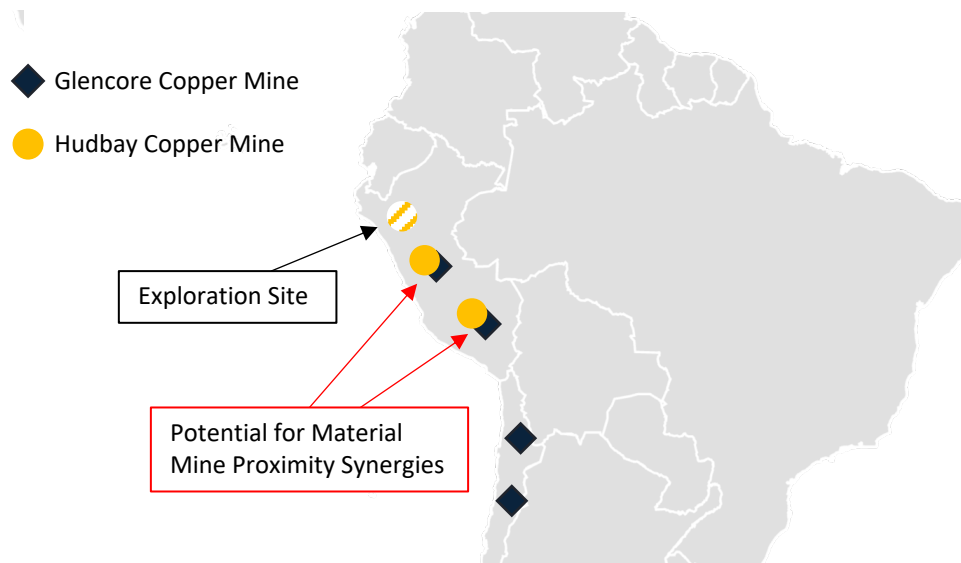 Glencore Copper Mine
Hudbay Copper Mine
Exploration Site
Potential for Material
Mine Proximity Synergies